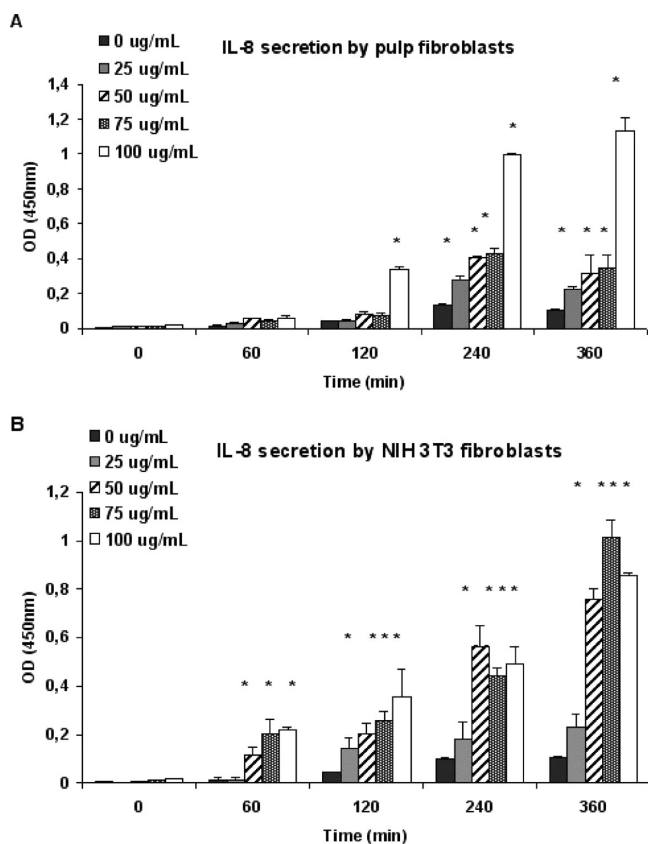 A
IL-8 secretion by pulp fibroblasts
0 ug/mL
25 ug/mL
50 ug/mL
75 ug/mL
100 ug/mL
OD (450nm)
1,4
1,2
1
0,8
0,6
0,4
0,2
0
* * * * * * * * *
0 60 120 240 360
Time (min)
B
IL-8 secretion by NIH 3T3 fibroblasts
0 ug/mL
25 ug/mL
50 ug/mL
75 ug/mL
100 ug/mL
OD (450nm)
1,2
1
0,8
0,6
0,4
0,2
0
* * * * * * * * * * * * * * *
0 60 120 240 360
Time (min)